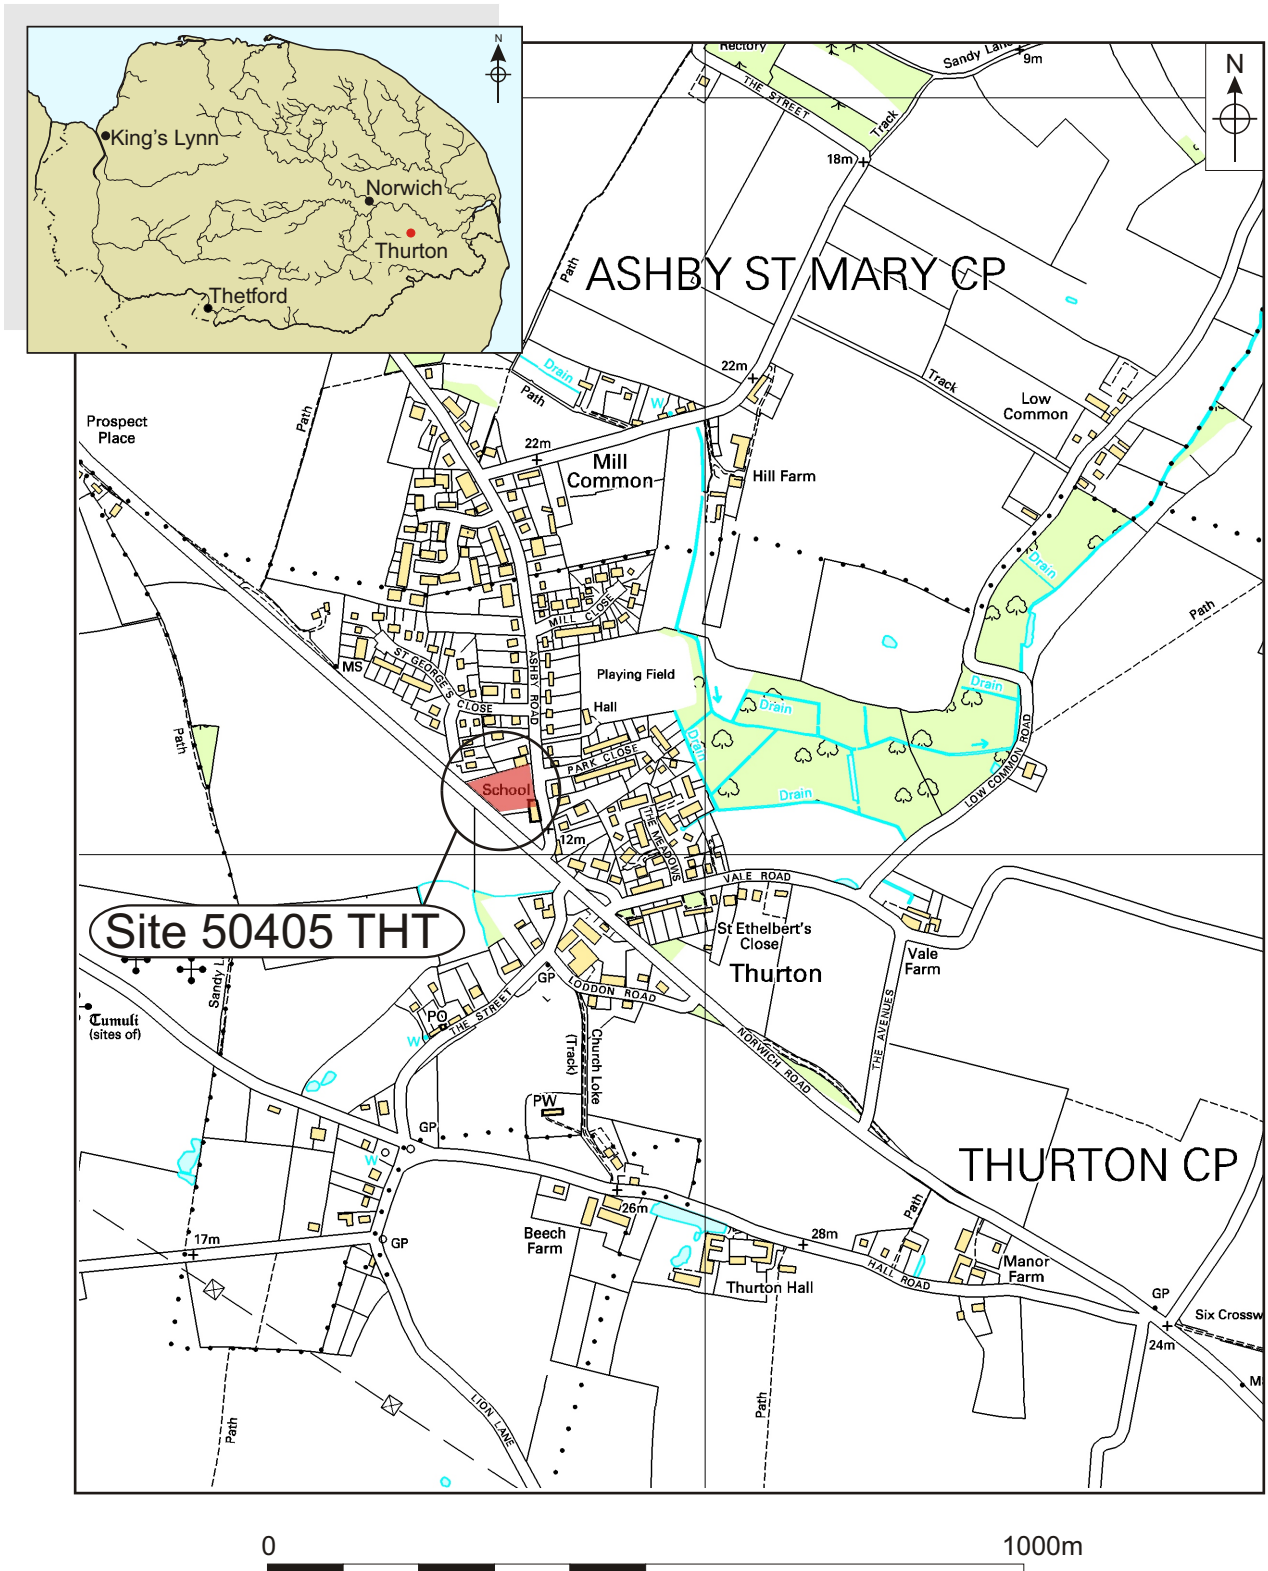 N
King's Lynn
Norwich
Thurton
Thetford
Rectory
Sandy Lane
9m
N
THE STREET
Track
18m
Path
ASHBY ST MARY CP
22m
Drain
Path
W
Track
Low
Common
Prospect
Place
Path
22m
Mill
Common
Hill Farm
Drain
Path
MILL CLOSE
MS
ST GEORGE'S CLOSE
ASHBY ROAD
Playing Field
Hall
Drain
Drain
Path
Drain
PARK CLOSE
School
Drain
LOW COMMON ROAD
THE MEADOWS
12m
VALE ROAD
Site 50405 THT
St Ethelbert's
Close
Thurton
Vale
Farm
Sandy L
GP
LODDON ROAD
Tumuli
(sites of)
PO
THE STREET
W
Church Loke
(Track)
NORWICH ROAD
THE AVENUES
PW
GP
W
THURTON CP
Path
26m
17m
GP
Beech
Farm
28m
Manor
Farm
HALL ROAD
Thurton Hall
GP
Six Crossw
24m
M
LION LANE
Path
Path
0
1000m